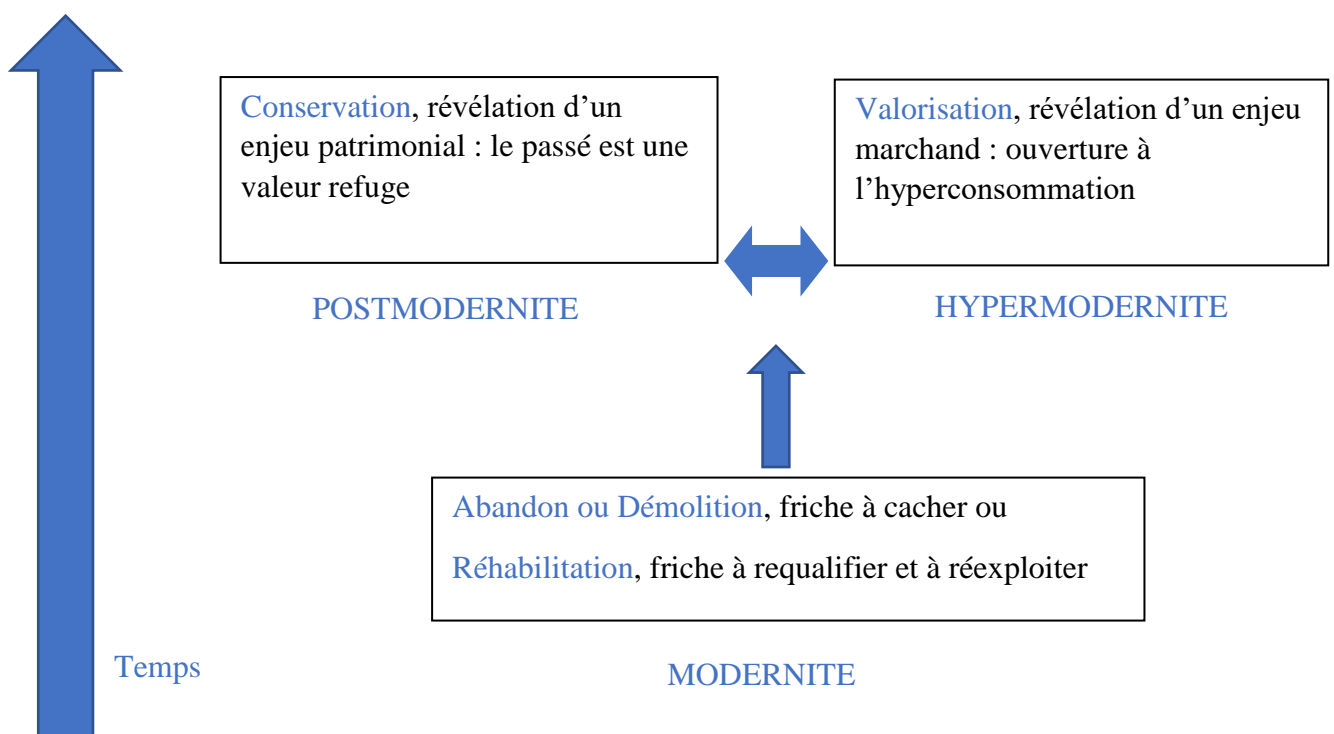 Conservation, révélation d’un
enjeu patrimonial : le passé est une
valeur refuge
Valorisation, révélation d’un enjeu
marchand : ouverture à
l’hyperconsommation
POSTMODERNITE
HYPERMODERNITE
Abandon ou Démolition, friche à cacher ou
Réhabilitation, friche à requalifier et à réexploiter
Temps
MODERNITE